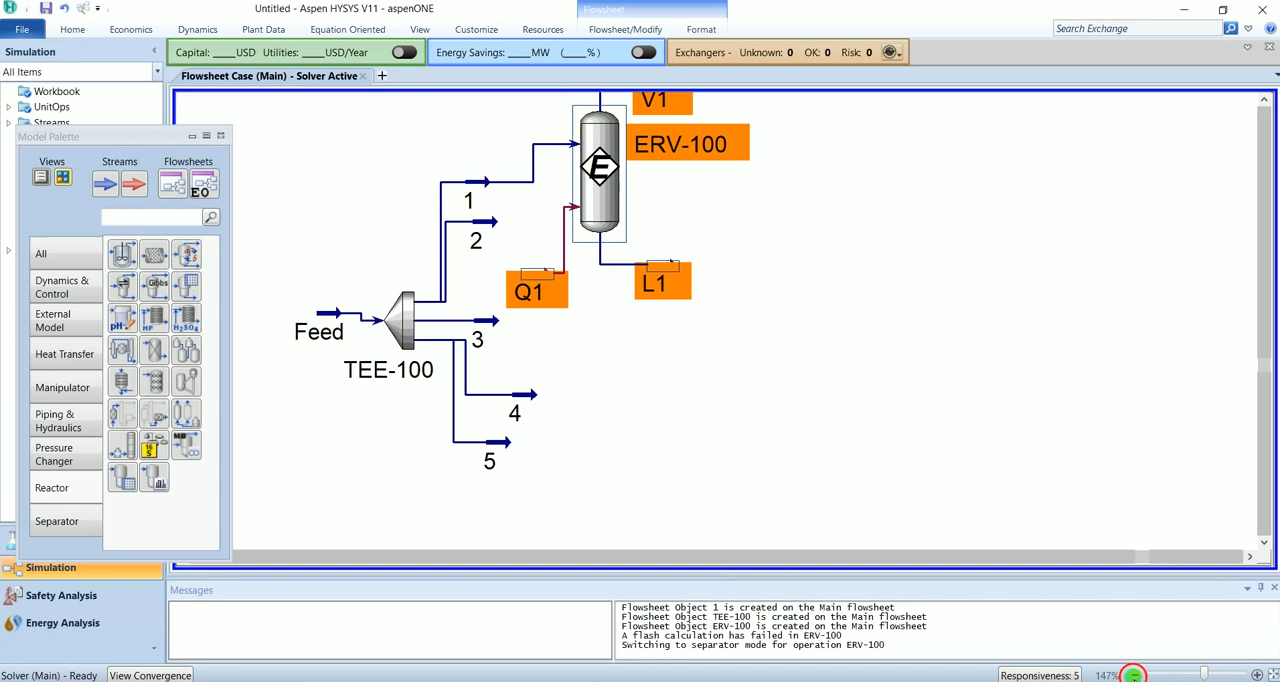 Untitled - Aspen HYSYS V11 - aspenONE
Flowsheet
File Home Economics Dynamics Plant Data Equation Oriented View Customize Resources Flowsheet/Modify Format
Search Exchange
Simulation
Capital: ____USD Utilities: ____USD/Year
Energy Savings: ____MW (____%)
Exchangers - Unknown: 0 OK: 0 Risk: 0
All Items
Flowsheet Case (Main) - Solver Active
Workbook
UnitOps
Streams
Model Palette
Views Streams Flowsheets
EO
All
Dynamics &
Control
External
Model
Heat Transfer
Manipulator
Piping &
Hydraulics
Pressure
Changer
Reactor
Separator
Gibbs
pH
HF
H2SO4
V1
ERV-100
E
1
2
Q1
L1
Feed
3
TEE-100
4
5
Simulation
Safety Analysis
Energy Analysis
Messages
Flowsheet Object 1 is created on the Main flowsheet
Flowsheet Object TEE-100 is created on the Main flowsheet
Flowsheet Object ERV-100 is created on the Main flowsheet
A flash calculation has failed in ERV-100
Switching to separator mode for operation ERV-100
Solver (Main) - Ready View Convergence Responsiveness: 5 147%